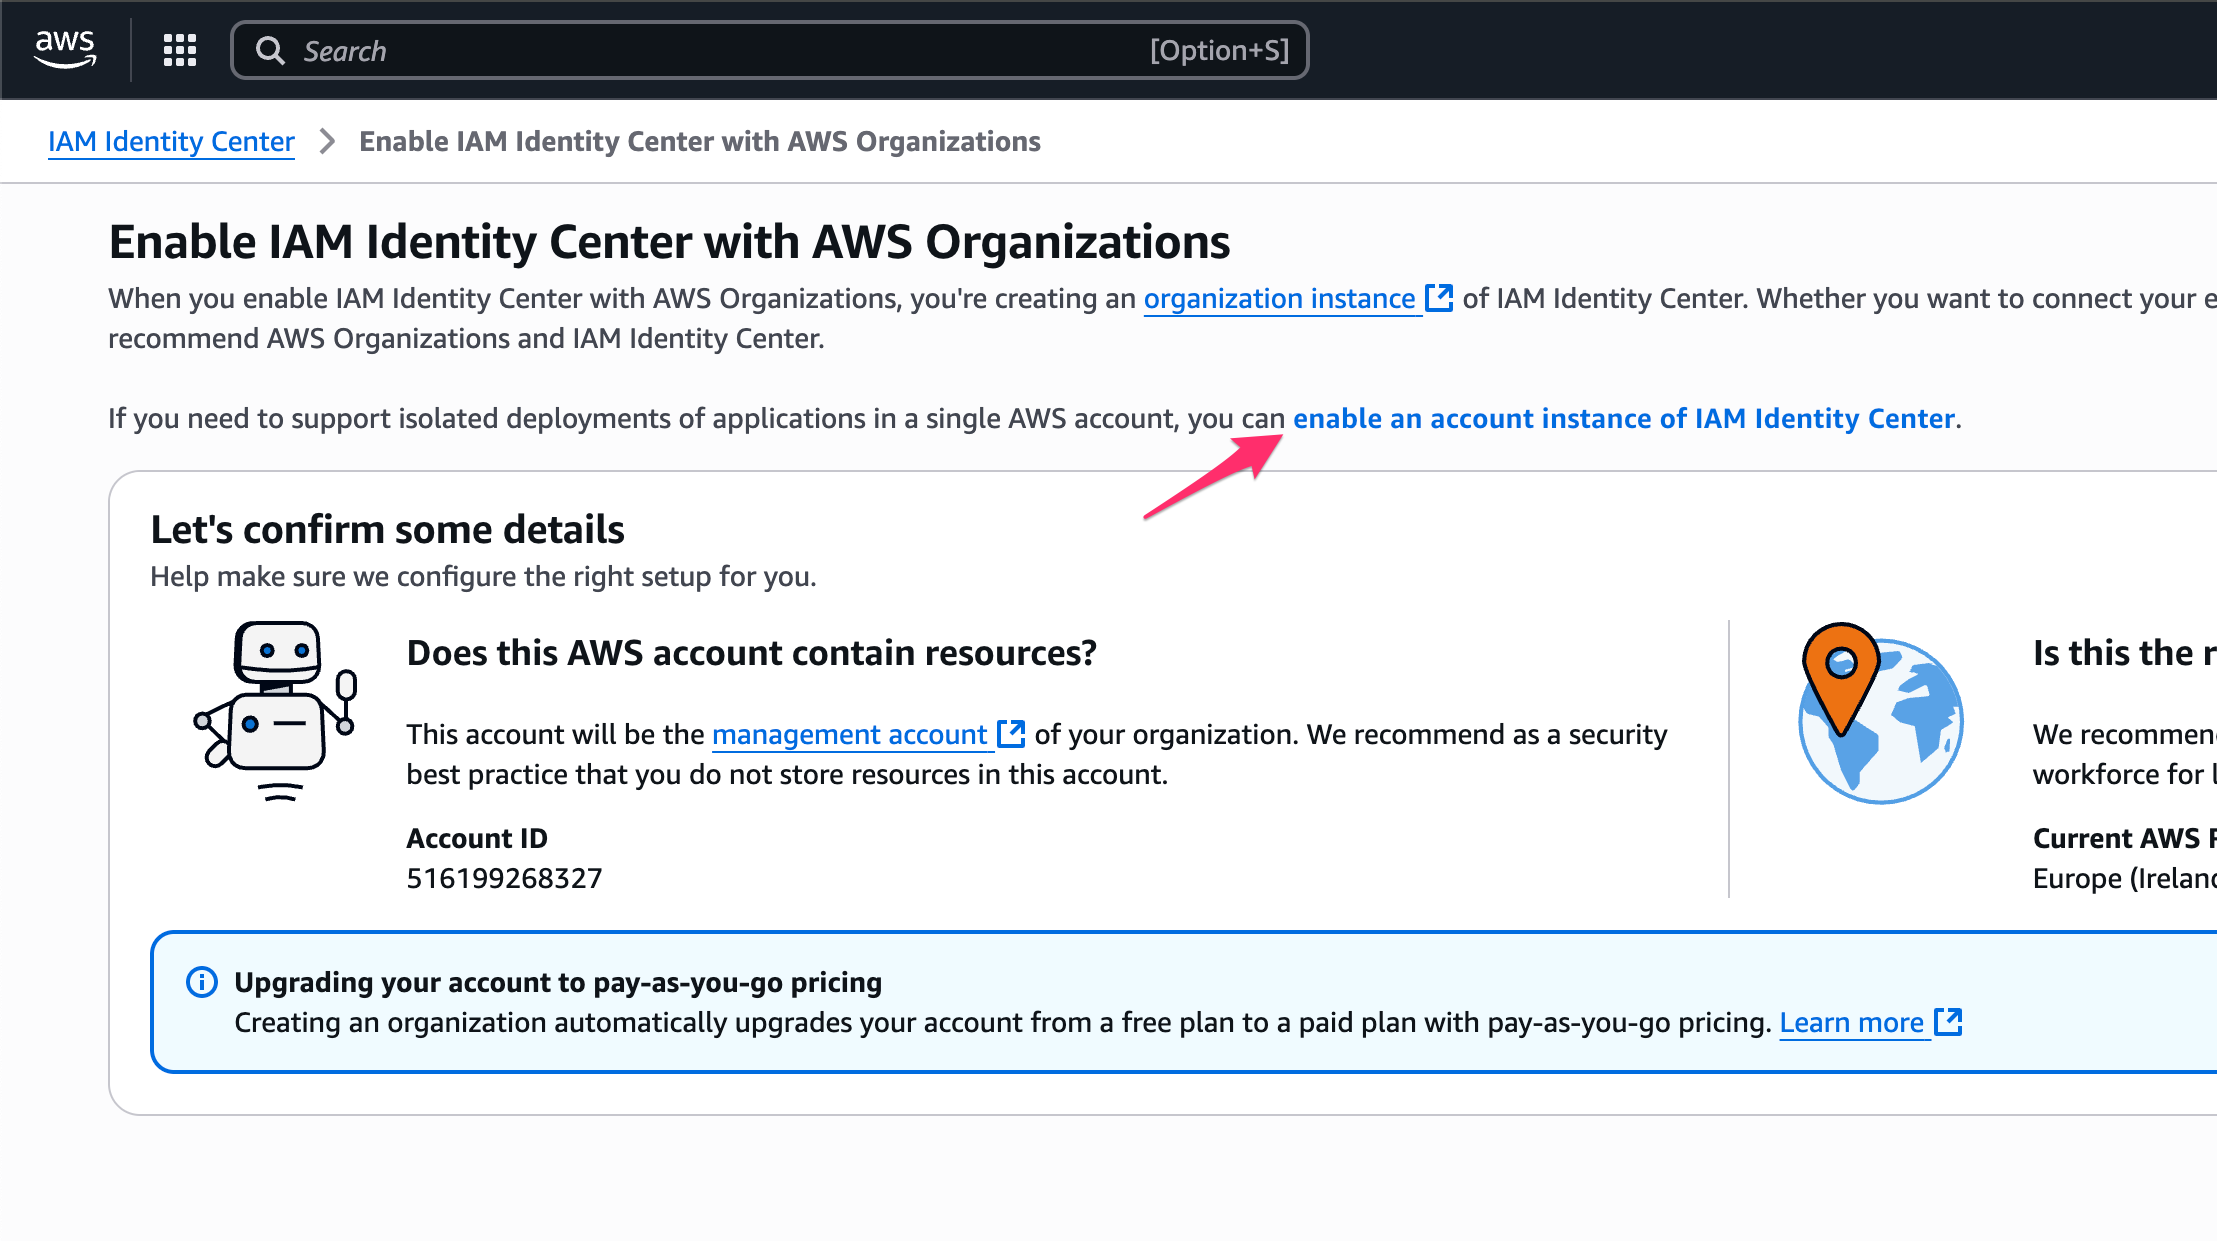 aws
Search
[Option+S]
IAM Identity Center > Enable IAM Identity Center with AWS Organizations
Enable IAM Identity Center with AWS Organizations
When you enable IAM Identity Center with AWS Organizations, you're creating an organization instance of IAM Identity Center. Whether you want to connect your
recommend AWS Organizations and IAM Identity Center.
If you need to support isolated deployments of applications in a single AWS account, you can enable an account instance of IAM Identity Center.
Let's confirm some details
Help make sure we configure the right setup for you.
Does this AWS account contain resources?
This account will be the management account of your organization. We recommend as a security
best practice that you do not store resources in this account.
Account ID
516199268327
Is this the
We
workforce for
Current AWS
Europe
Upgrading your account to pay-as-you-go pricing
Creating an organization automatically upgrades your account from a free plan to a paid plan with pay-as-you-go pricing. Learn more